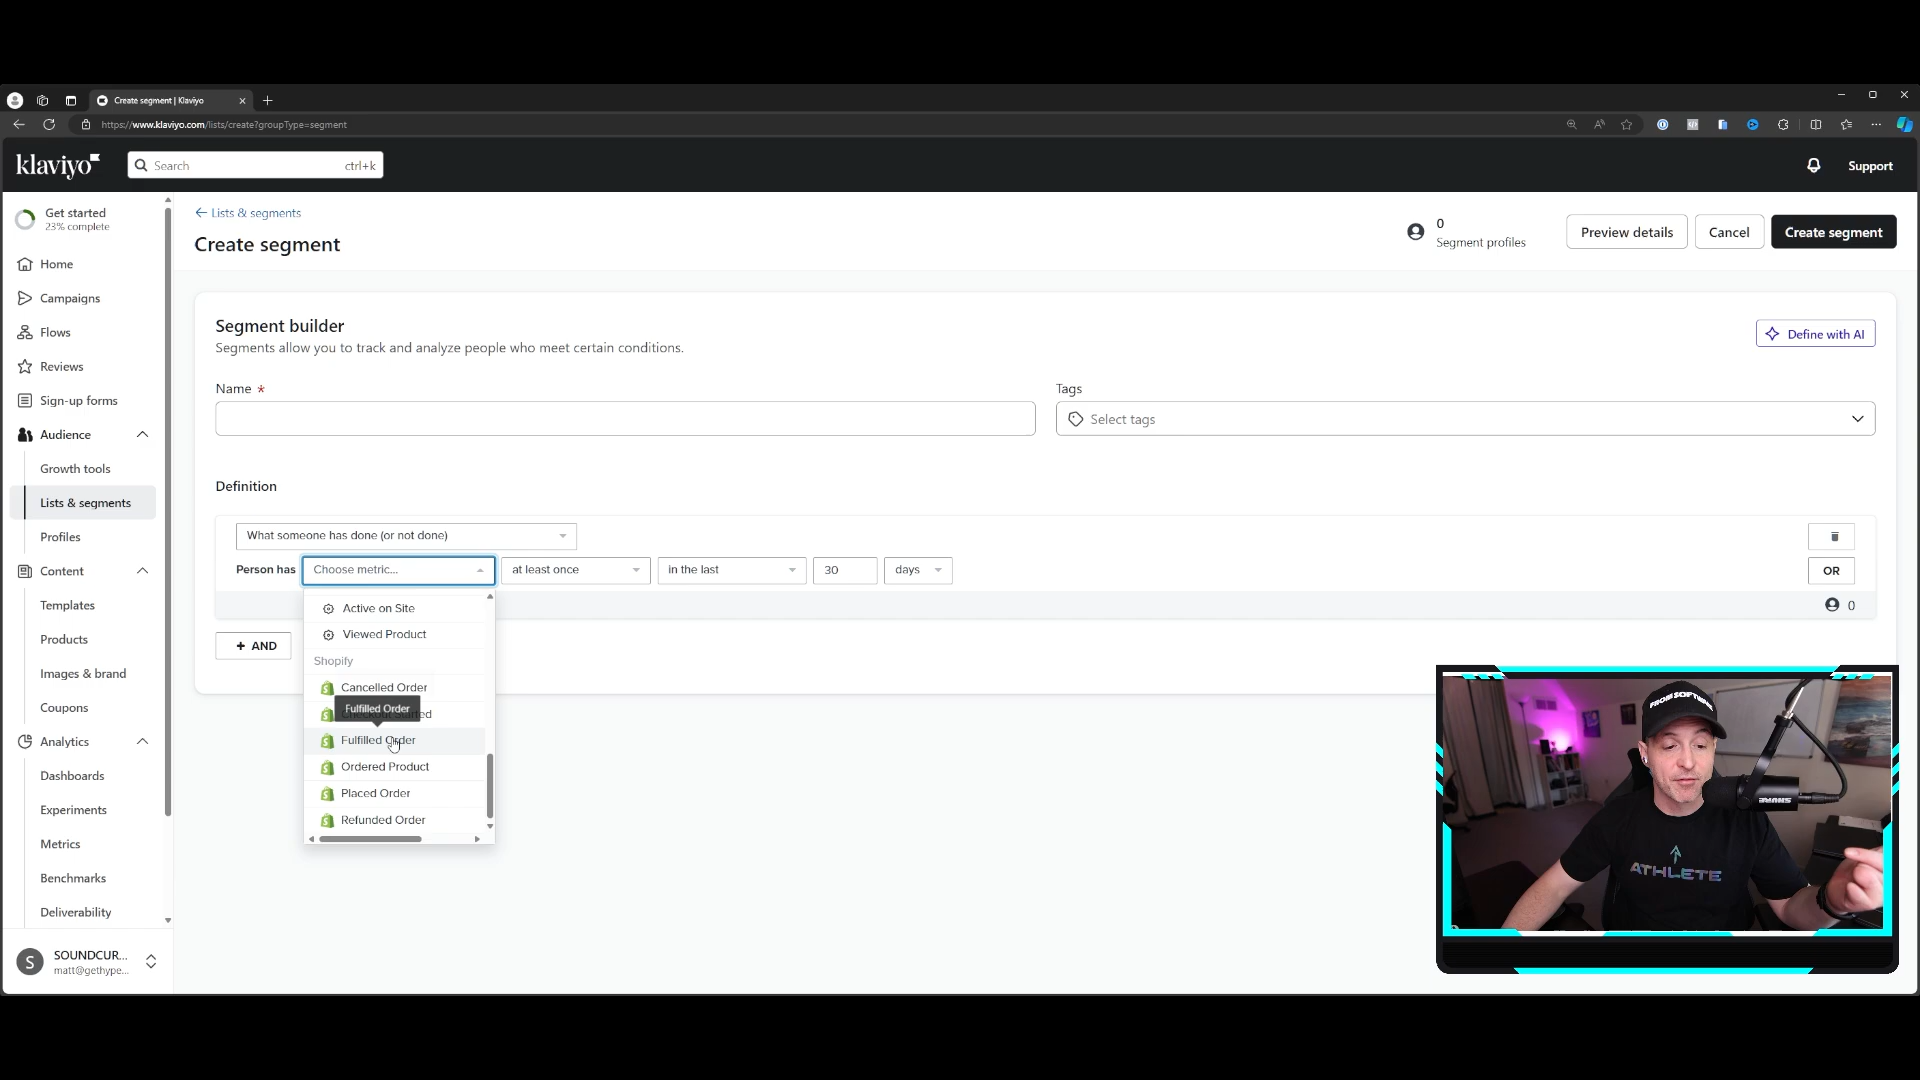 Create segment | Klaviyo
https://www.klaviyo.com/lists/create?groupType=segment
klaviyo
Search
ctrl+k
Support
Get started
23% complete
Home
Campaigns
Flows
Reviews
Sign-up forms
Audience
Growth tools
Lists & segments
Profiles
Content
Templates
Products
Images & brand
Coupons
Analytics
Dashboards
Experiments
Metrics
Benchmarks
Deliverability
S
SOUNDCUR...
matt@gethype...
← Lists & segments
Create segment
0
Segment profiles
Preview details
Cancel
Create segment
Segment builder
Segments allow you to track and analyze people who meet certain conditions.
Define with AI
Name *
Tags
Select tags
Definition
What someone has done (or not done)
Person has
Choose metric...
at least once
in the last
30
days
OR
0
+ AND
Active on Site
Viewed Product
Shopify
Cancelled Order
Fulfilled Order
Checkout Started
Fulfilled Order
Ordered Product
Placed Order
Refunded Order
FROM SOFTWARE
SHURE
ATHLETE